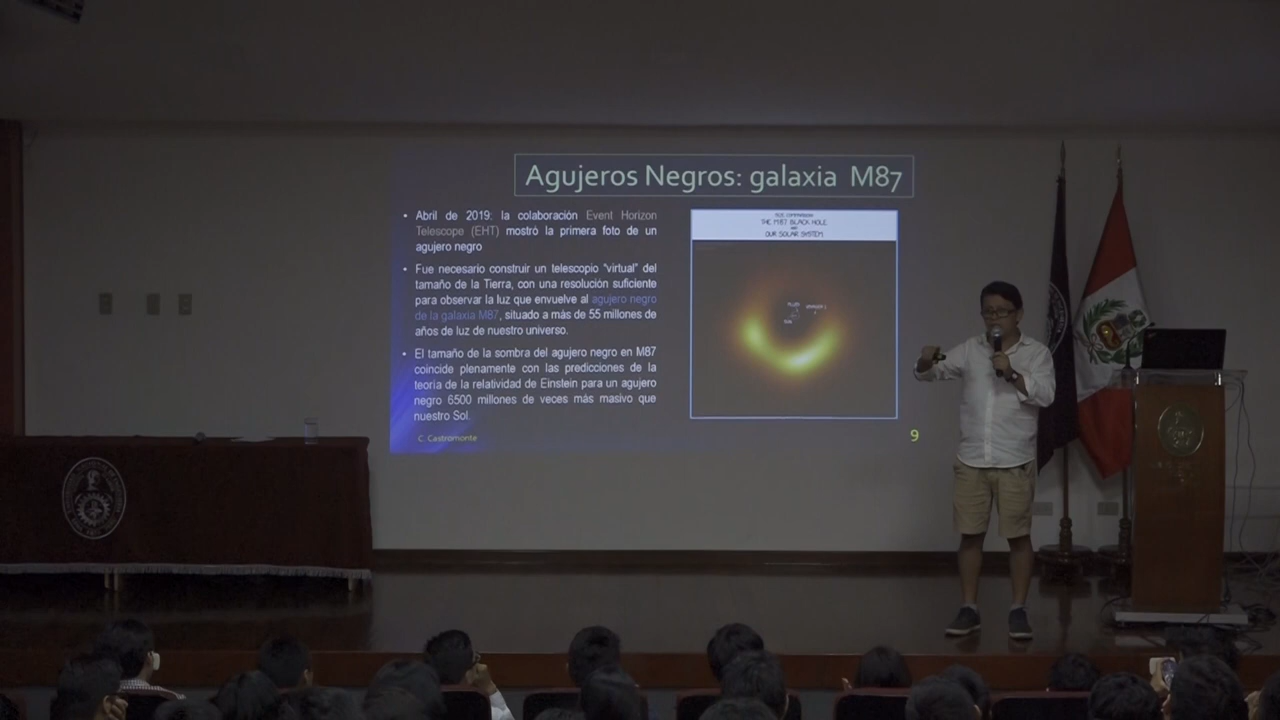 Agujeros Negros: galaxia M87
• Abril de 2019: la colaboración Event Horizon
Telescope (EHT) mostró la primera foto de un
agujero negro
• Fue necesario construir un telescopio "virtual" del
tamaño de la Tierra, con una resolución suficiente
para observar la luz que envuelve al agujero negro
de la galaxia M87, situado a más de 55 millones de
años de luz de nuestro universo.
• El tamaño de la sombra del agujero negro en M87
coincide plenamente con las predicciones de la
teoría de la relatividad de Einstein para un agujero
negro 6500 millones de veces más masivo que
nuestro Sol.
SIZE COMPARISON:
THE M87 BLACK HOLE
AND
OUR SOLAR SYSTEM
PLUTO
SUN
C. Castromonte
9